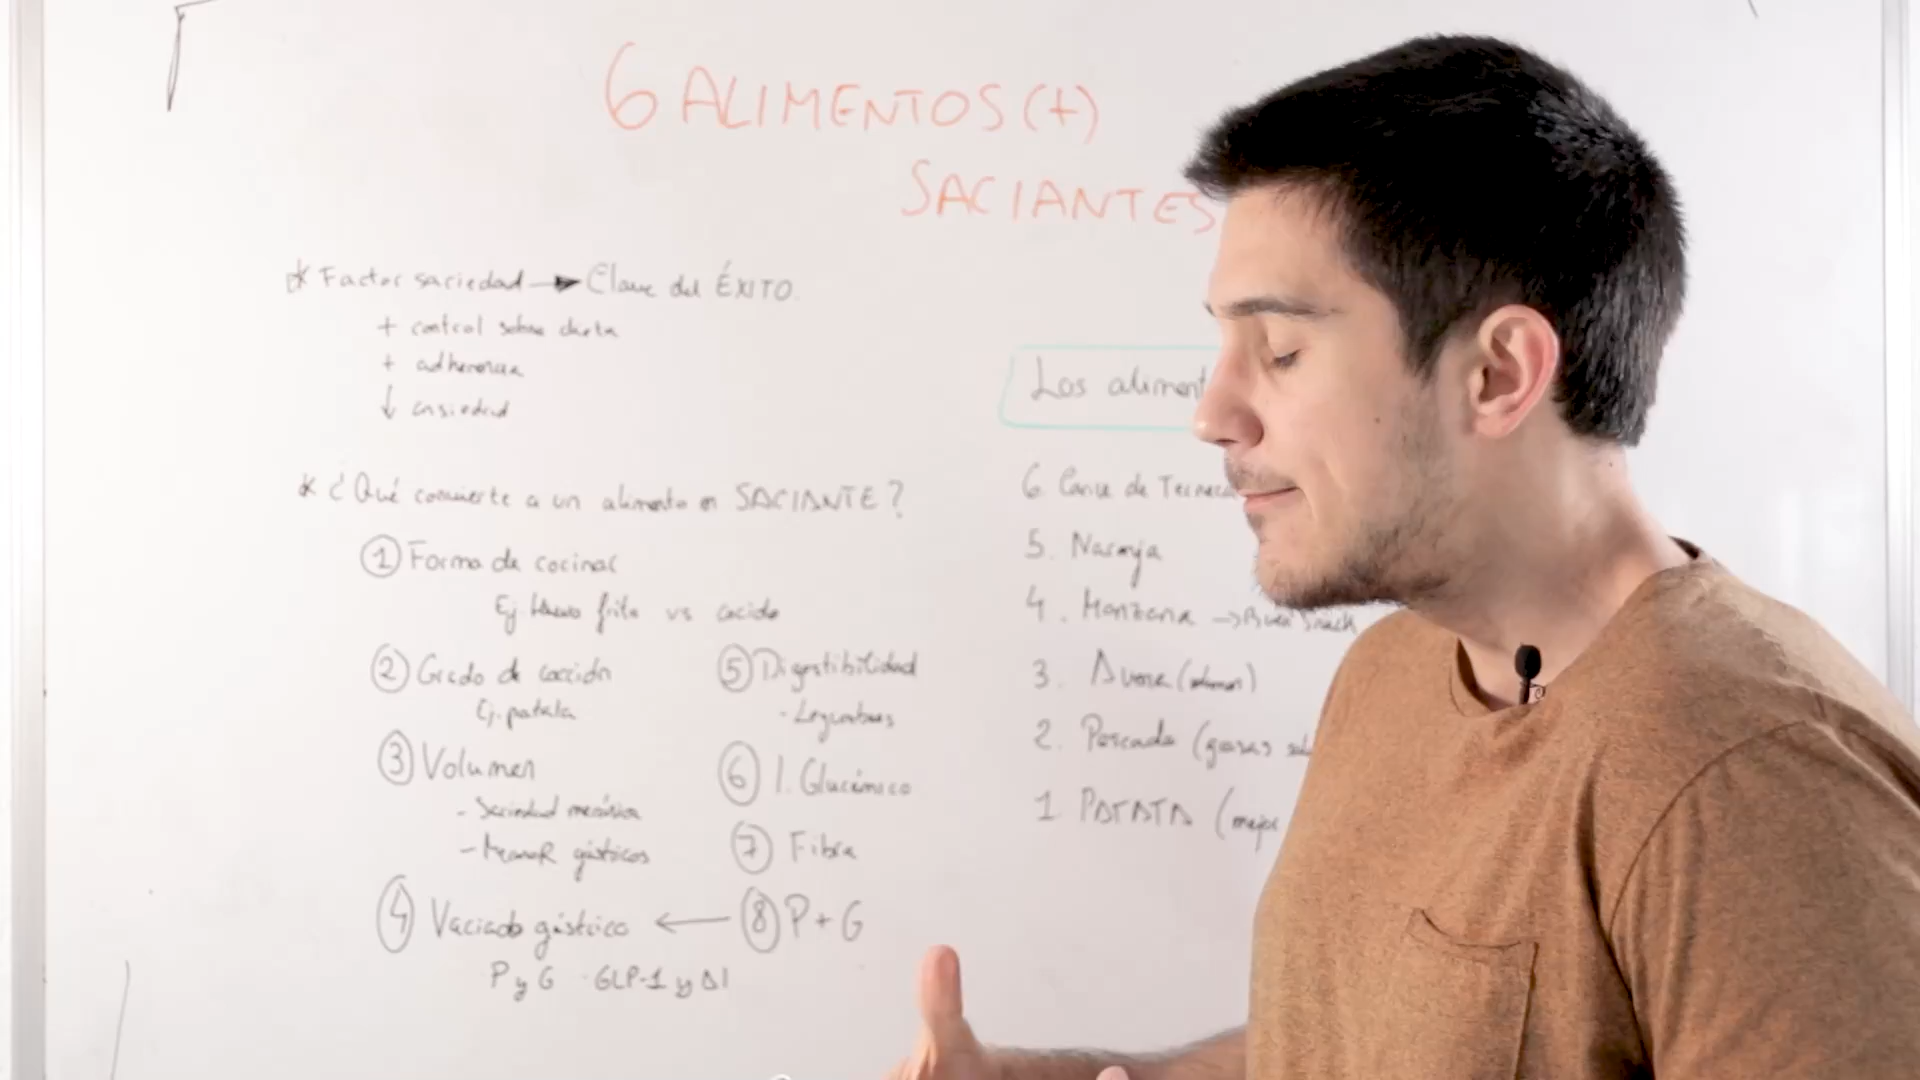 6 ALIMENTOS (+)
SACIANTES
* Factor saciedad → Clave del ÉXITO.
+ control sobre dieta
+ adherencia
↓ ansiedad
* ¿Qué convierte a un alimento en SACIANTE?
① Forma de cocinar
Ej. Huevo frito vs cocido
② Grado de cocción
Ej. patata
③ Volumen
- Saciedad mecánica
- gástricos
④ Vaciado gástrico
P y G · GLP-1 y
⑤ Digestibilidad
- Legumbres
⑥ I. Glucémico
⑦ Fibra
← ⑧ P + G
Los aliment
6. Carne de Ternera
5. Naranja
4. Manzana → Buen Snack
3. Avena
2. Pescado (grasas
1. PATATA (mejor